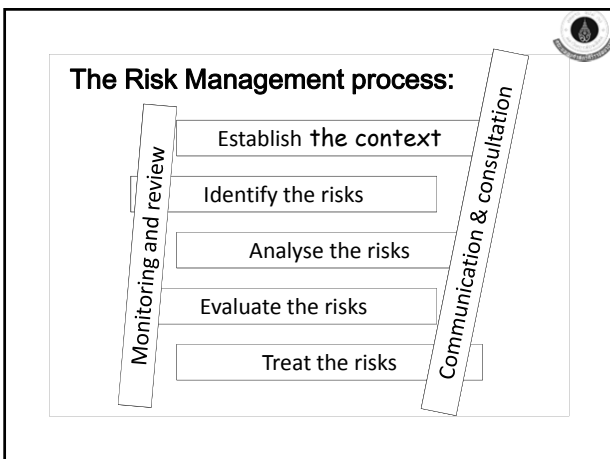 The Risk Management process:
Establish the context
Identify the risks
Analyse the risks
Evaluate the risks
Treat the risks
Monitoring and review
Communication & consultation